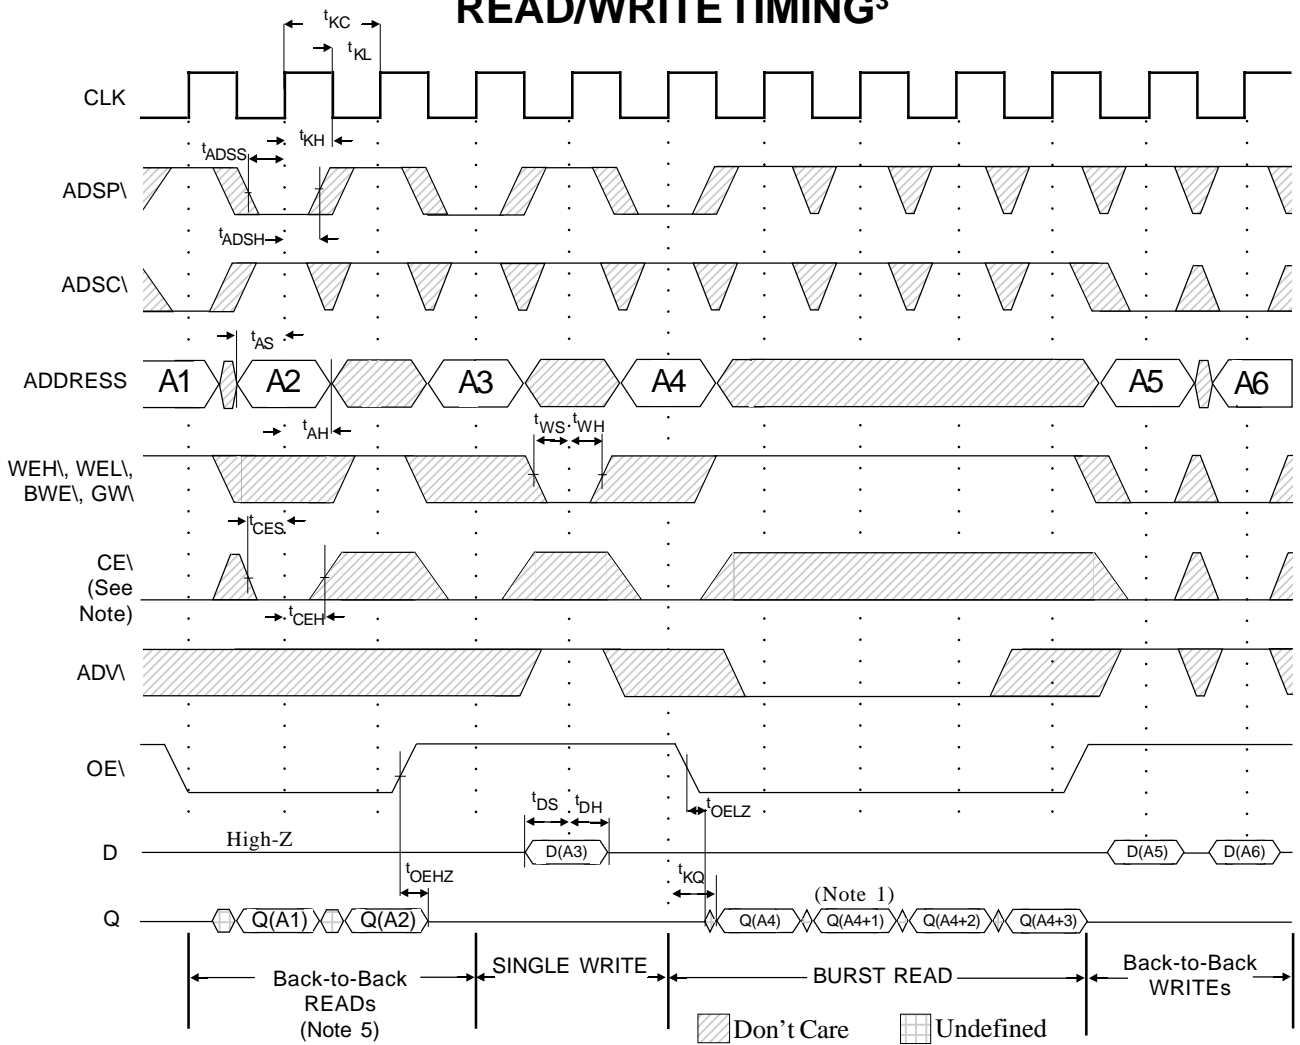 READ/WRITE TIMING³
tKC
tKL
CLK
tKH
tADSS
ADSP\
tADSH
ADSC\
tAS
ADDRESS
A1
A2
A3
A4
A5
A6
tAH
tWS
tWH
WEH\, WEL\,
BWE\, GW\
tCES
CE\
(See
Note)
tCEH
ADV\
OE\
tDS
tDH
tOELZ
High-Z
D
D(A3)
D(A5)
D(A6)
tOEHZ
tKQ
(Note 1)
Q
Q(A1)
Q(A2)
Q(A4)
Q(A4+1)
Q(A4+2)
Q(A4+3)
Back-to-Back
READs
(Note 5)
SINGLE WRITE
BURST READ
Back-to-Back
WRITEs
Don't Care
Undefined